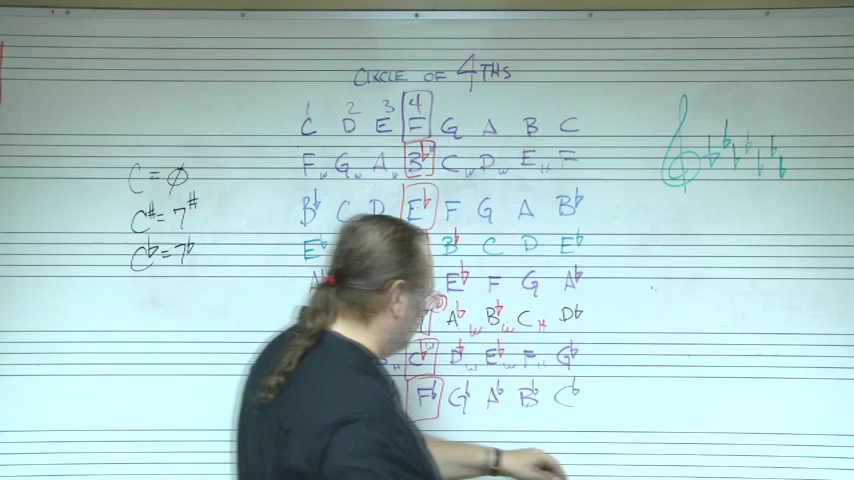 CIRCLE OF 4THS
1 2 3 4
C D E F G A B C
F W G W A H B♭ W C W D W E H F
C = ∅
B♭ C D E♭ F G A B♭
C# = 7#
E♭ B♭ C D E♭
C♭ = 7♭
A♭ E♭ F G A♭
A♭ W B♭ W C H D♭
H C♭ W D♭ W E♭ W F H G♭
F♭ G♭ A♭ B♭ C♭